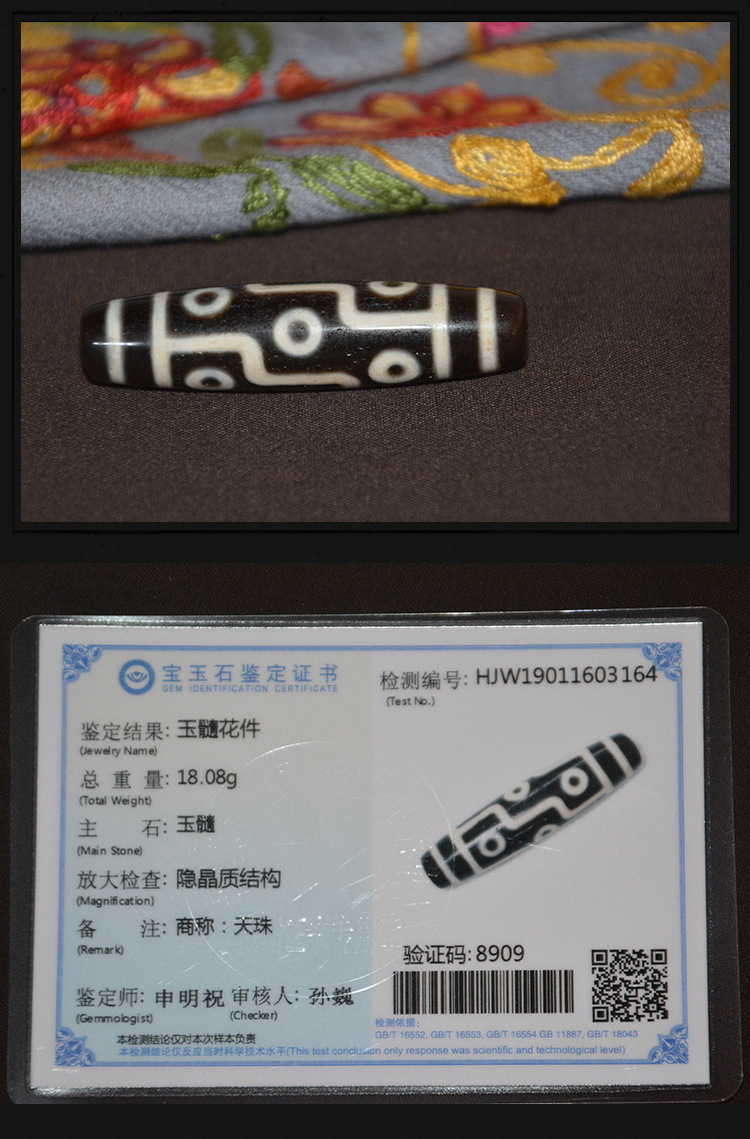 宝玉石鉴定证书
GEM IDENTIFICATION CERTIFICATE
检测编号: HJW19011603164
(Test No.)
鉴定结果: 玉髓花件
(Jewelry Name)
总 重 量: 18.08g
(Total Weight)
主 石: 玉髓
(Main Stone)
放大检查: 隐晶质结构
(Magnification)
备 注: 商称：天珠
(Remark)
验证码: 8909
鉴定师: 申明祝 审核人: 孙巍
(Gemmologist) (Checker)
检测依据:
GB/T 16552, GB/T 16553, GB/T 16554 GB 11887, GB/T 18043
本检测结论仅对本次样本负责
本检测结论仅反应当时科学技术水平(This test conclusion only response was scientific and technological level)